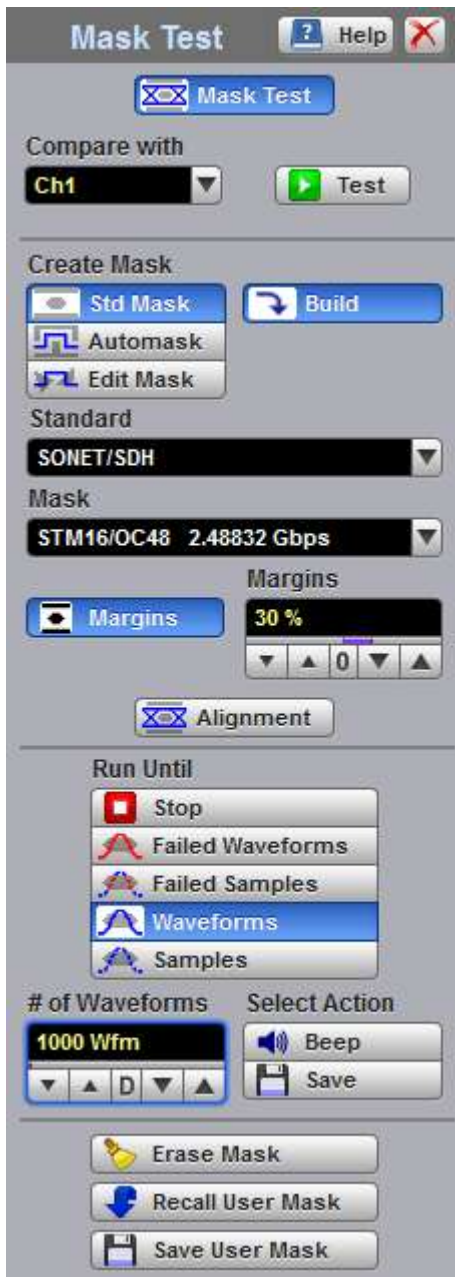 Mask Test ? Help
Mask Test
Compare with
Ch1 Test
Create Mask
Std Mask Build
Automask
Edit Mask
Standard
SONET/SDH
Mask
STM16/OC48 2.48832 Gbps
Margins
Margins 30 %
0
Alignment
Run Until
Stop
Failed Waveforms
Failed Samples
Waveforms
Samples
# of Waveforms Select Action
1000 Wfm Beep
D Save
Erase Mask
Recall User Mask
Save User Mask